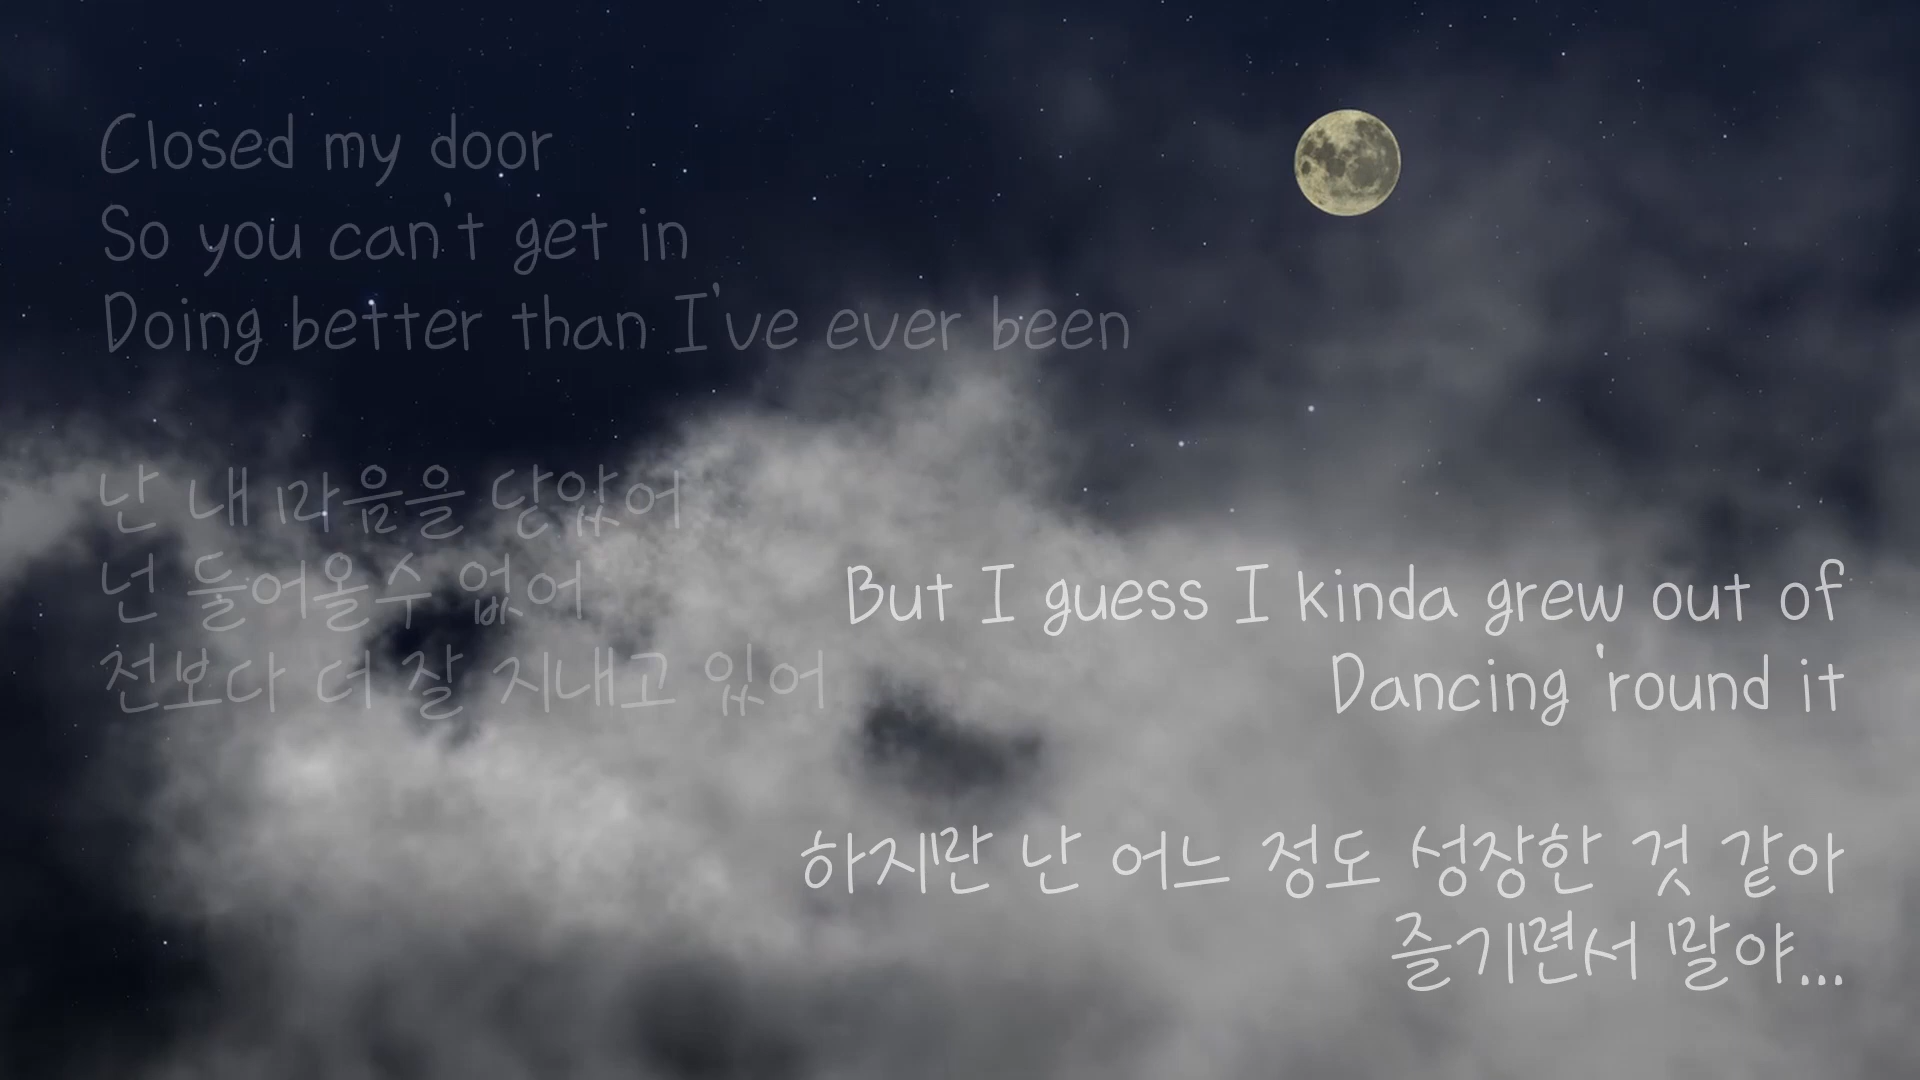 Closed my door
So you can't get in
Doing better than I've ever been
난 내 마음을 닫았어
넌 들어올수 없어
전보다 더 잘 지내고 있어
But I guess I kinda grew out of
Dancing 'round it
하지만 난 어느 정도 성장한 것 같아
즐기면서 말야...